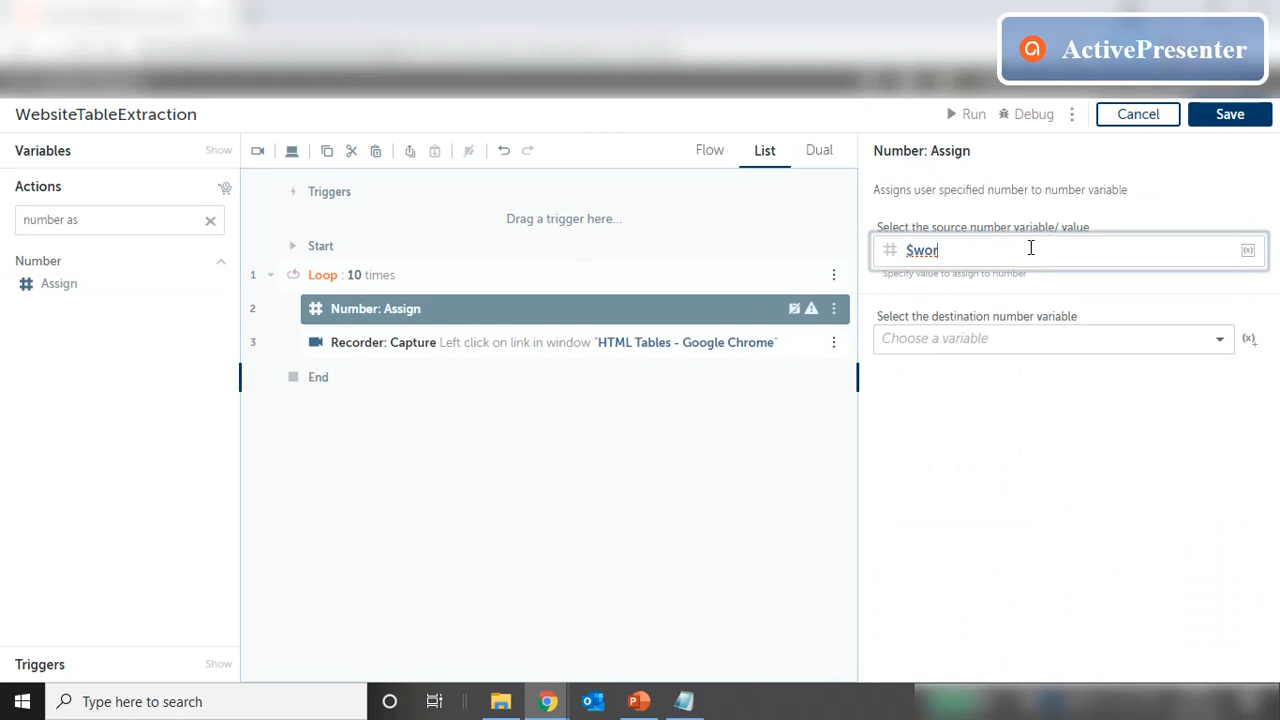 ActivePresenter
WebsiteTableExtraction
Run
Debug
Cancel
Save
Variables
Show
Flow
List
Dual
Number: Assign
Actions
Triggers
Assigns user specified number to number variable
number as
Drag a trigger here...
Select the source number variable/ value
Start
$wor
Number
Specify value to assign to number
Assign
1
Loop : 10 times
2
Number: Assign
Select the destination number variable
3
Recorder: Capture Left click on link in window "HTML Tables - Google Chrome"
Choose a variable
End
Triggers
Show
Type here to search